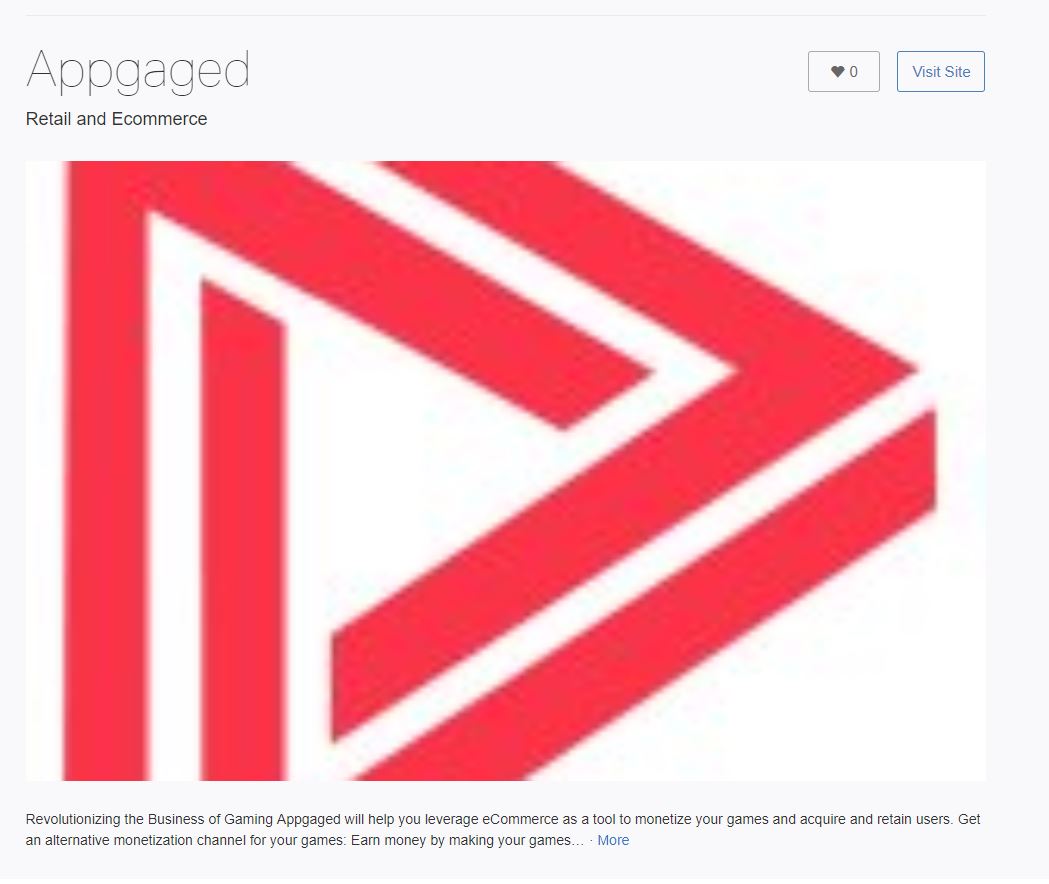 Appgaged
♥ 0
Visit Site
Retail and Ecommerce
Revolutionizing the Business of Gaming Appgaged will help you leverage eCommerce as a tool to monetize your games and acquire and retain users. Get
an alternative monetization channel for your games: Earn money by making your games… · More